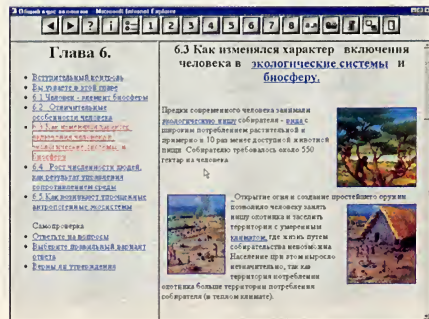 Общий курс экологии - Microsoft Internet Explorer
? i 1 2 3 4 5 6 7 8
Глава 6.
Вступительный контроль
Вы узнаете в этой главе
6.1 Человек - элемент биосферы
6.2 Отличительные
особенности человека
6.3 Как изменялся характер
включения человека в
экологические системы и
биосферу
6.4 Рост численности людей,
как результат уменьшения
сопротивления среды
6.5 Как возникают упрощенные
антропогенные экосистемы
Самопроверка
Ответьте на вопросы
Выберите правильный вариант
ответа
Верны ли утверждения
6.3 Как изменялся характер включения
человека в экологические системы и
биосферу.
Предки современного человека занимали
экологическую нишу собирателя - вида с
широким потреблением растительной и
примерно в 10 раз менее доступной животной
пищи. Собирателю требовалось около 550
гектар на человека.
Открытие огня и создание простейшего оружия
позволило человеку занять
нишу охотника и заселить
территории с умеренным
климатом, где жизнь путем
собирательства невозможна.
Население при этом выросло
незначительно, так как
территория потребления
охотника больше территории потребления
собирателя (в теплом климате).